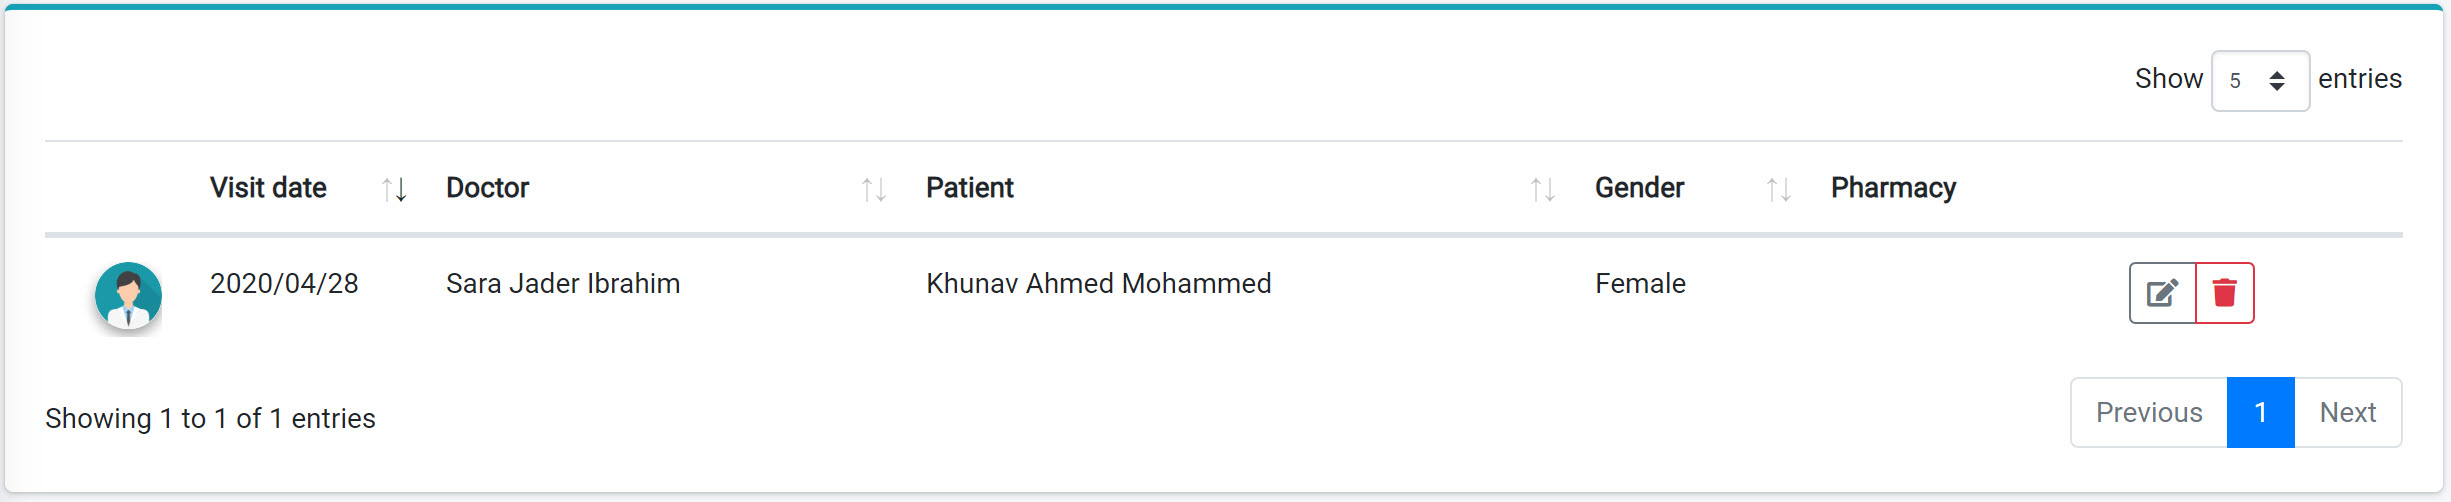 Show 5 entries
Visit date Doctor Patient Gender Pharmacy
2020/04/28 Sara Jader Ibrahim Khunav Ahmed Mohammed Female
Showing 1 to 1 of 1 entries
Previous 1 Next